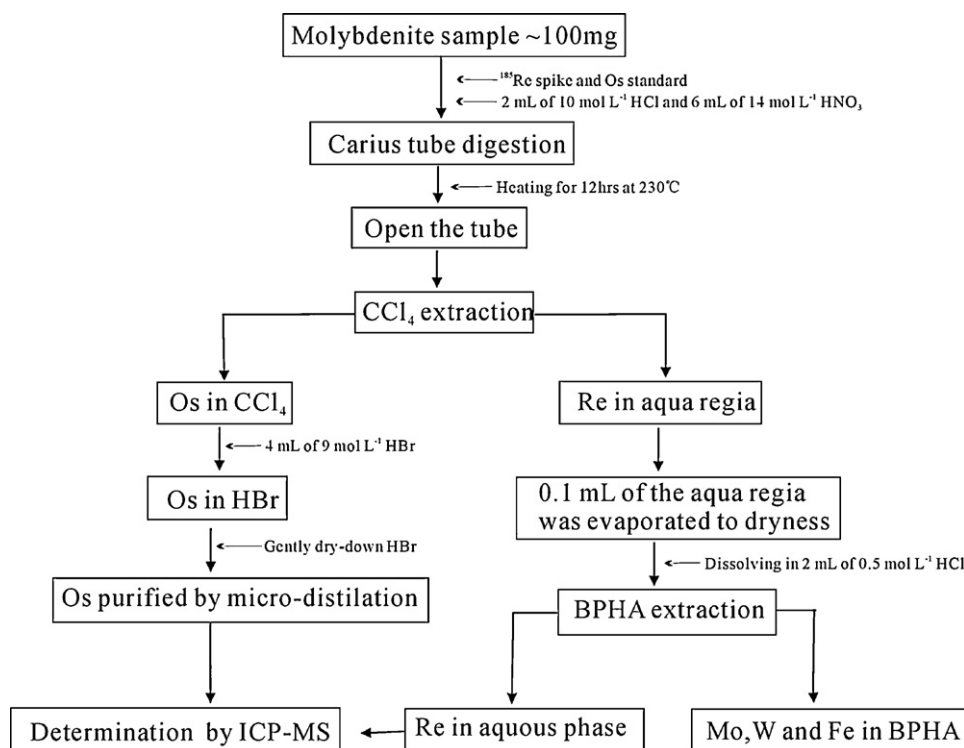 Molybdenite sample ~100mg
¹⁸⁵Re spike and Os standard
2 mL of 10 mol L⁻¹ HCl and 6 mL of 14 mol L⁻¹ HNO₃
Carius tube digestion
Heating for 12hrs at 230℃
Open the tube
CCl₄ extraction
Os in CCl₄
Re in aqua regia
4 mL of 9 mol L⁻¹ HBr
Os in HBr
0.1 mL of the aqua regia
was evaporated to dryness
Gently dry-down HBr
Dissolving in 2 mL of 0.5 mol L⁻¹ HCl
Os purified by micro-distilation
BPHA extraction
Determination by ICP-MS
Re in aquous phase
Mo,W and Fe in BPHA